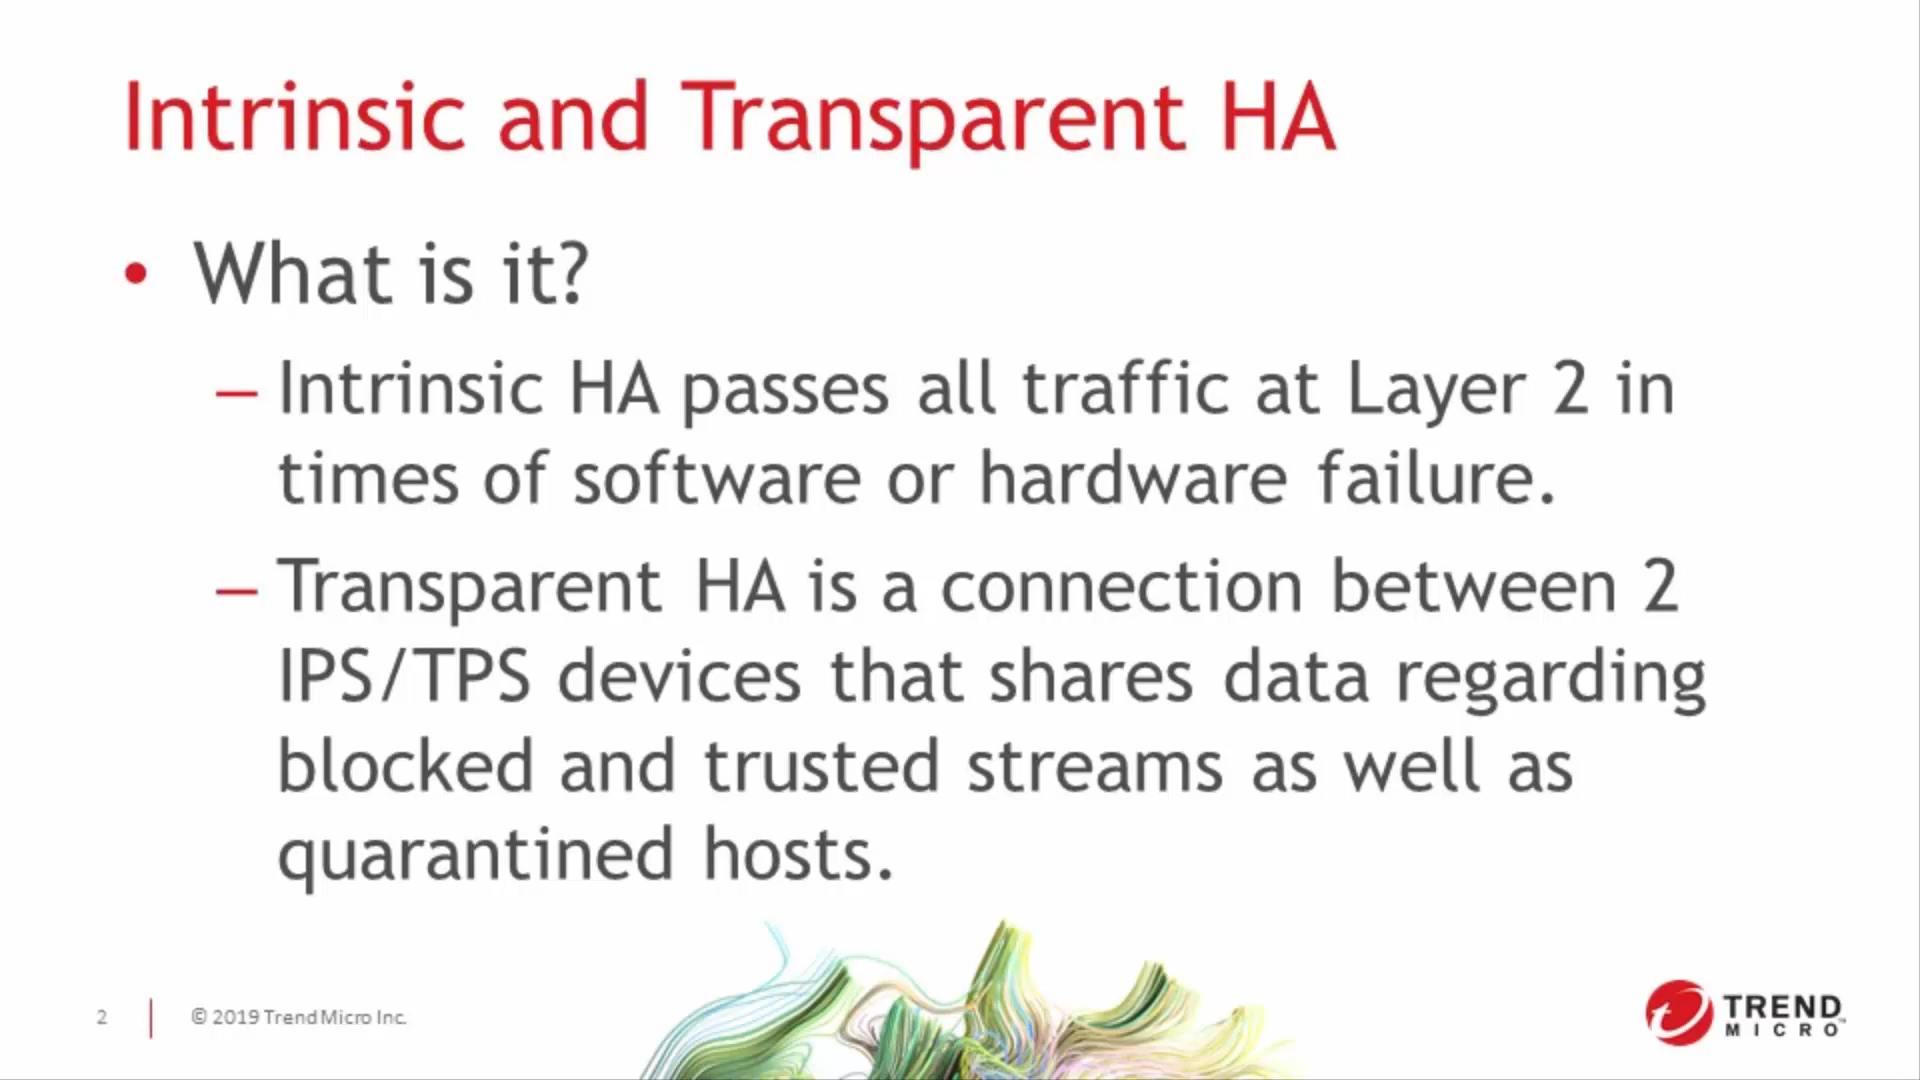 Intrinsic and Transparent HA
• What is it?
– Intrinsic HA passes all traffic at Layer 2 in
times of software or hardware failure.
– Transparent HA is a connection between 2
IPS/TPS devices that shares data regarding
blocked and trusted streams as well as
quarantined hosts.
2
© 2019 Trend Micro Inc.
TREND
MICRO™